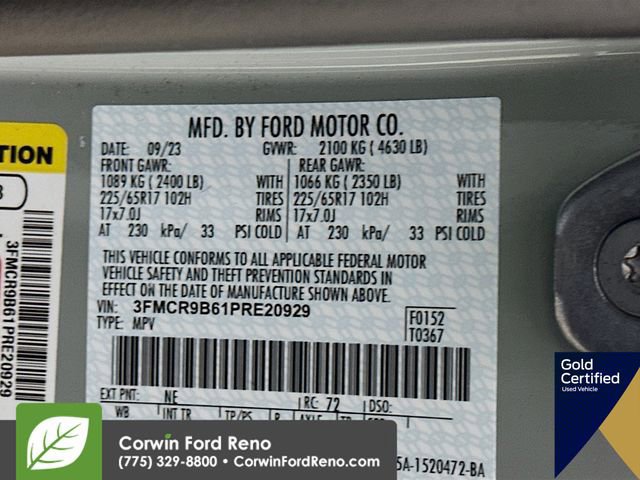 MFD. BY FORD MOTOR CO.
DATE: 09/23 GVWR: 2100 KG ( 4630 LB)
FRONT GAWR: REAR GAWR:
1089 KG ( 2400 LB) WITH 1066 KG ( 2350 LB) WITH
225/65R17 102H TIRES 225/65R17 102H TIRES
17x7.0J RIMS 17x7.0J RIMS
AT 230 kPa/ 33 PSI COLD AT 230 kPa/ 33 PSI COLD
THIS VEHICLE CONFORMS TO ALL APPLICABLE FEDERAL MOTOR
VEHICLE SAFETY AND THEFT PREVENTION STANDARDS IN
EFFECT ON THE DATE OF MANUFACTURE SHOWN ABOVE.
VIN: 3FMCR9B61PRE20929
TYPE: MPV
F0152
T0367
EXT PNT: NE RC: 72 DSO:
WB INT TR TP/PS R AXLE TR
5A-1520472-BA
TION
3FMCR9B61PRE20929
Gold
Certified
Used Vehicle
Corwin Ford Reno
(775) 329-8800 • CorwinFordReno.com